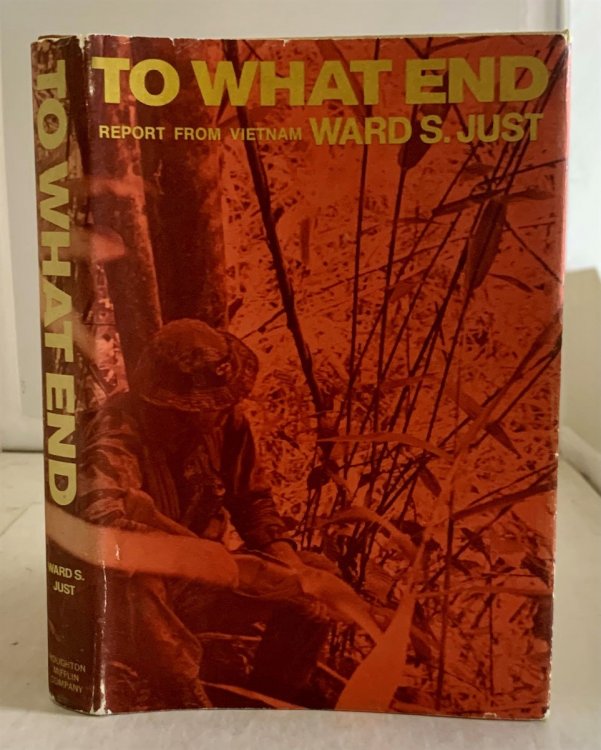 TO WHAT END
REPORT FROM VIETNAM WARD S. JUST
TO WHAT END
WARD S.
JUST
HOUGHTON
MIFFLIN
COMPANY